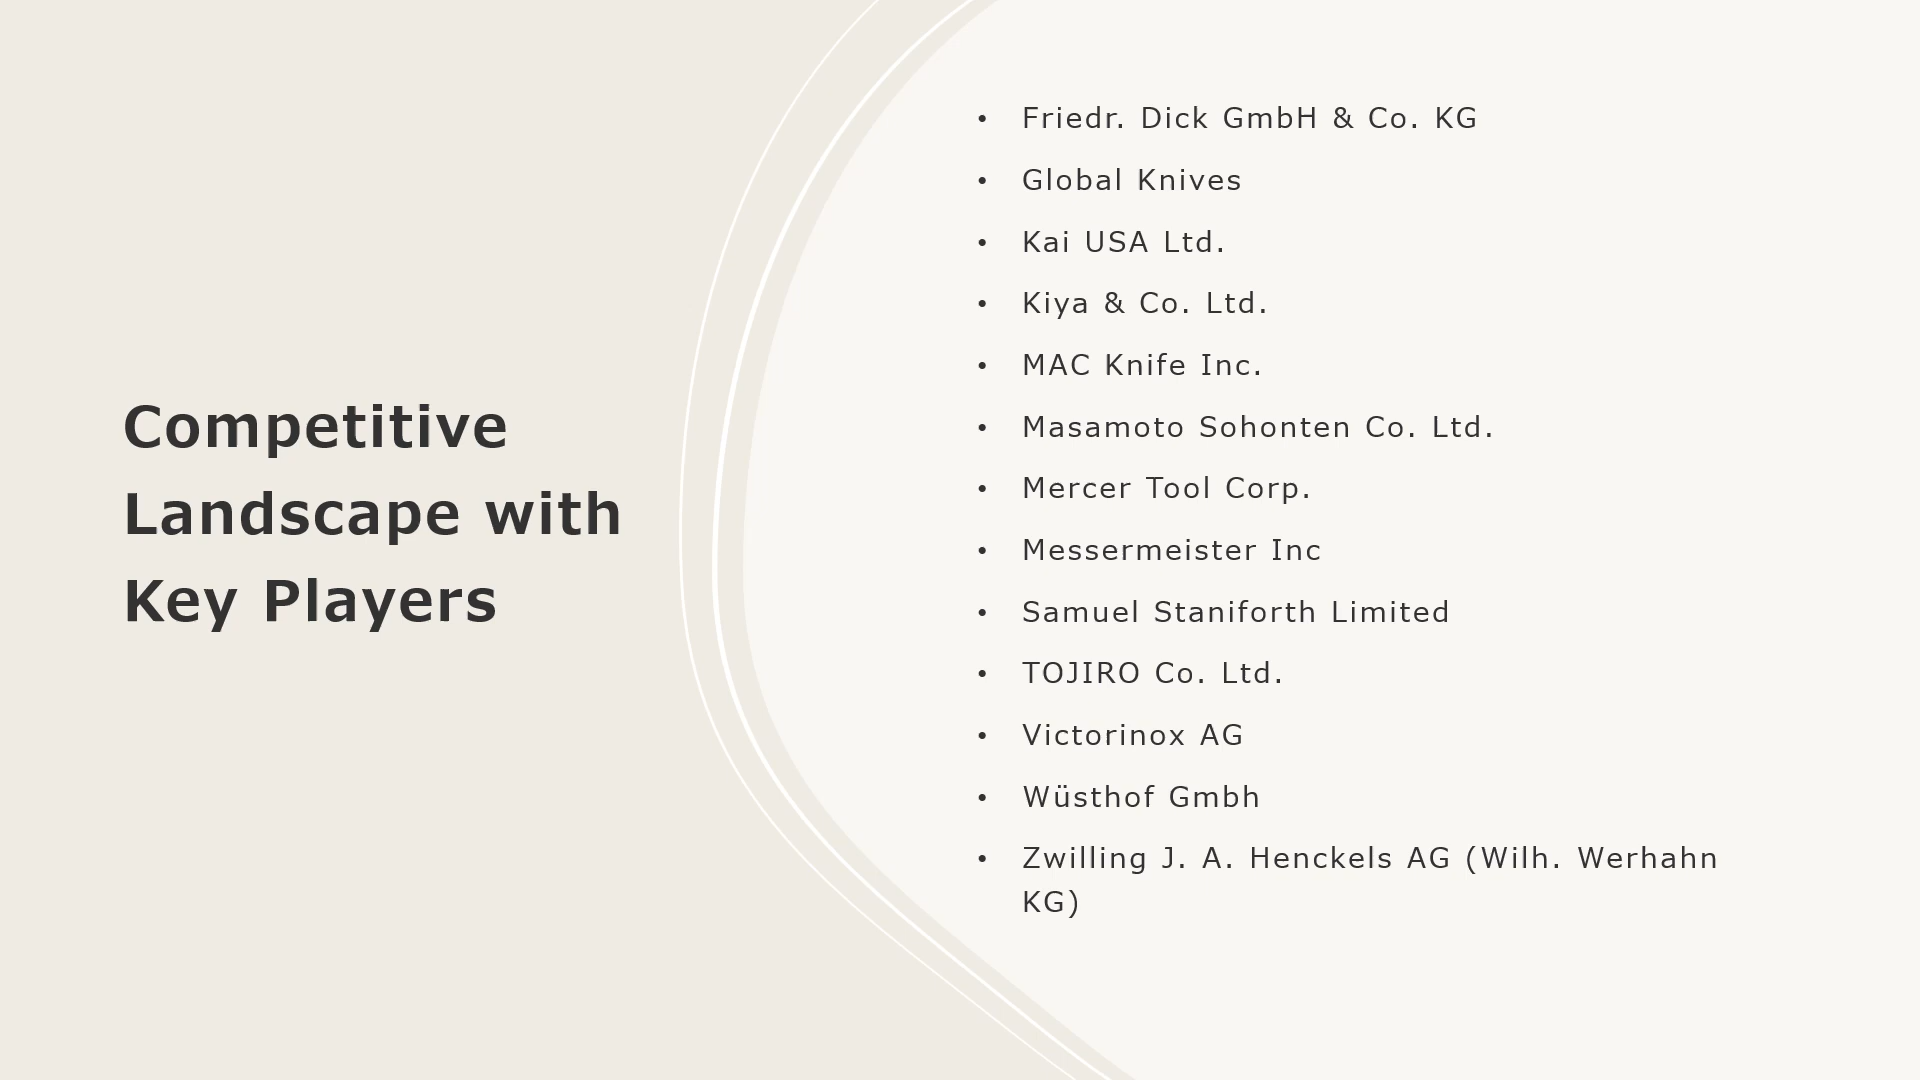 Competitive
Landscape with
Key Players
• Friedr. Dick GmbH & Co. KG
• Global Knives
• Kai USA Ltd.
• Kiya & Co. Ltd.
• MAC Knife Inc.
• Masamoto Sohonten Co. Ltd.
• Mercer Tool Corp.
• Messermeister Inc
• Samuel Staniforth Limited
• TOJIRO Co. Ltd.
• Victorinox AG
• Wüsthof Gmbh
• Zwilling J. A. Henckels AG (Wilh. Werhahn
KG)